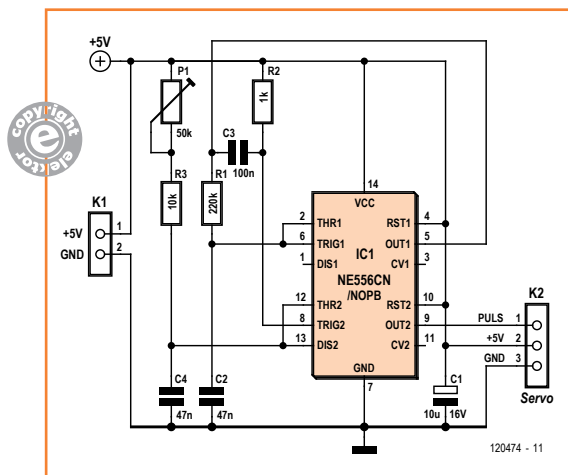 +5V
P1
50k
R2
1k
C3
100n
R3
10k
R1
220k
K1
+5V
1
GND
2
14
VCC
2
THR1
RST1
4
6
TRIG1
OUT1
5
IC1
1
DIS1
CV1
3
NE556CN
/NOPB
12
THR2
RST2
10
8
TRIG2
OUT2
9
13
DIS2
CV2
11
GND
7
K2
PULS
1
+5V
2
GND
3
Servo
C4
47n
C2
47n
C1
10u
16V
120474 - 11
copyright
e
elektor